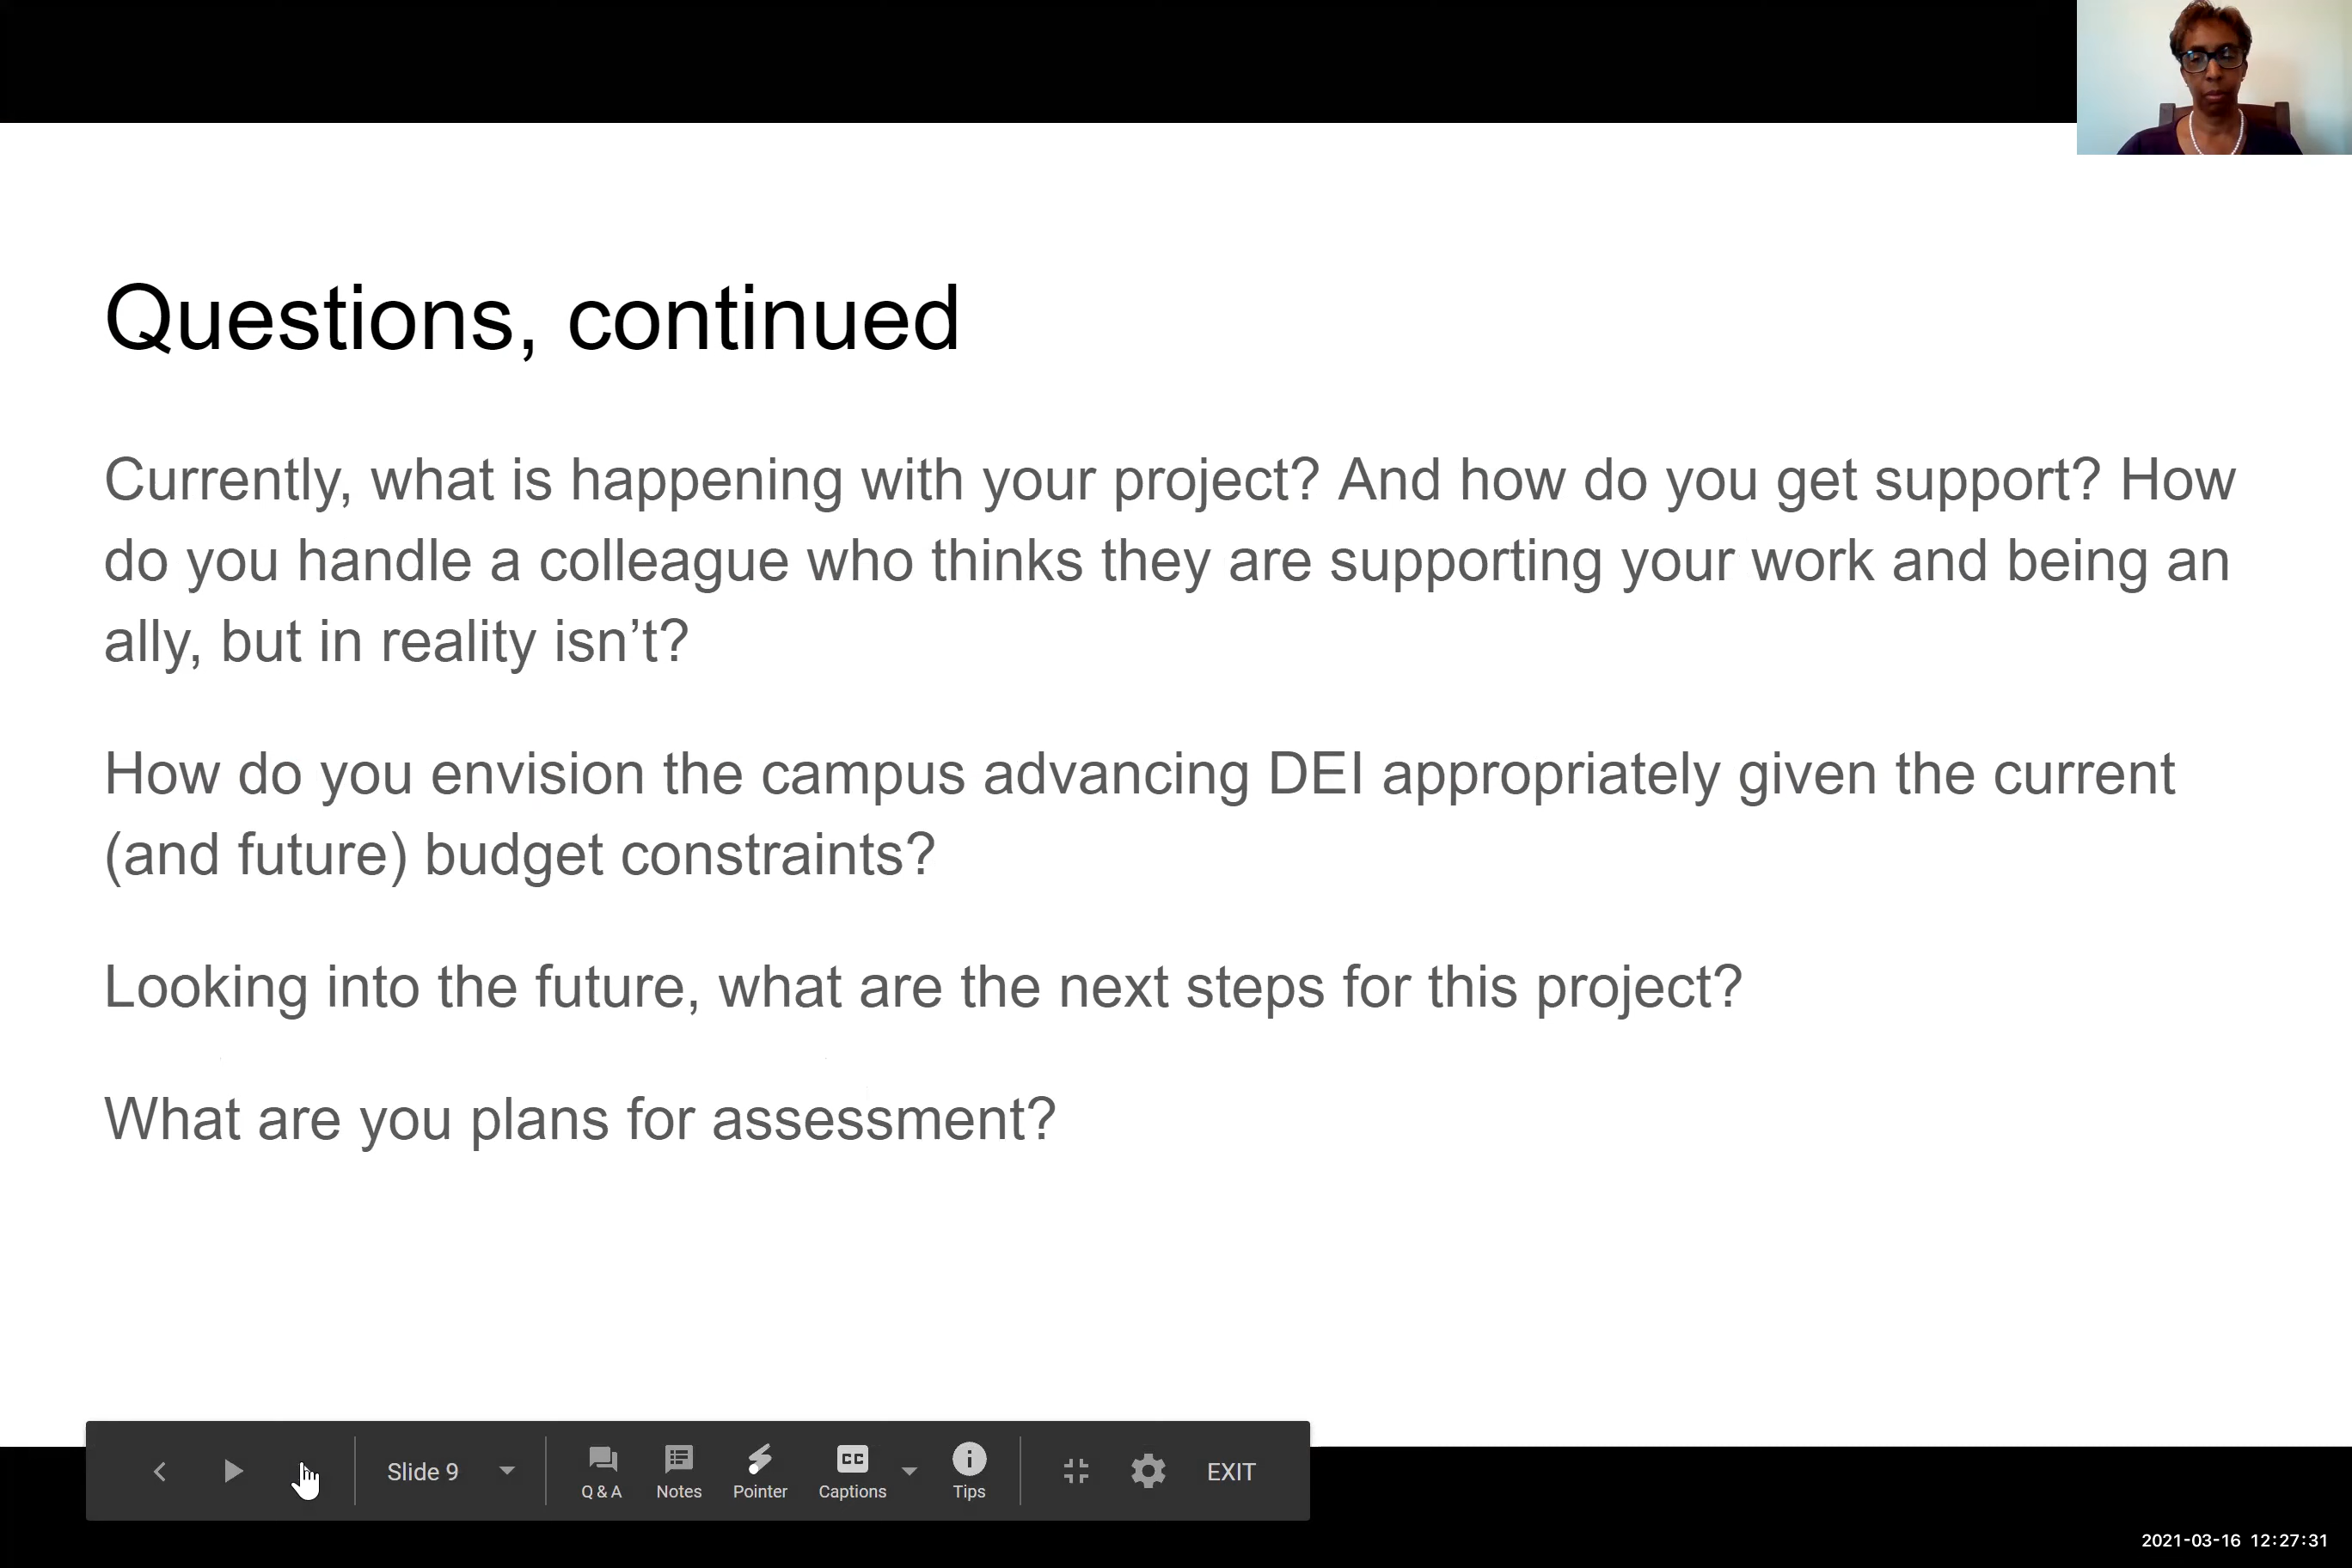 Questions, continued
Currently, what is happening with your project? And how do you get support? How
do you handle a colleague who thinks they are supporting your work and being an
ally, but in reality isn’t?
How do you envision the campus advancing DEI appropriately given the current
(and future) budget constraints?
Looking into the future, what are the next steps for this project?
What are you plans for assessment?
Slide 9
Q & A
Notes
Pointer
CC
Captions
Tips
EXIT
2021-03-16 12:27:31